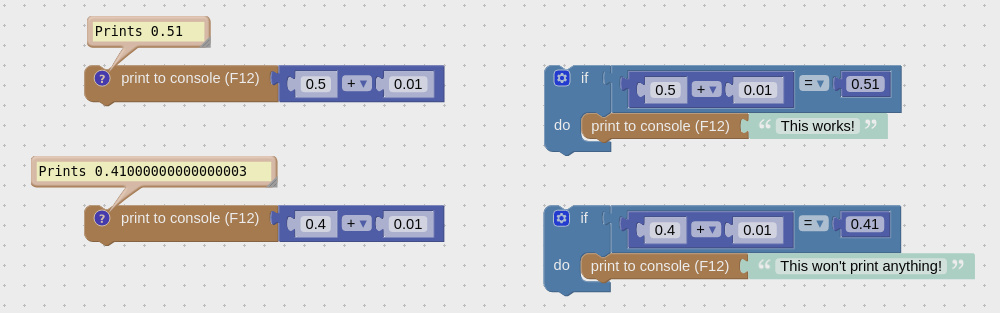 Prints 0.51
? print to console (F12) 0.5 + ▾ 0.01
if 0.5 + ▾ 0.01 = ▾ 0.51
do print to console (F12) “ This works! ”
Prints 0.41000000000000003
? print to console (F12) 0.4 + ▾ 0.01
if 0.4 + ▾ 0.01 = ▾ 0.41
do print to console (F12) “ This won't print anything! ”